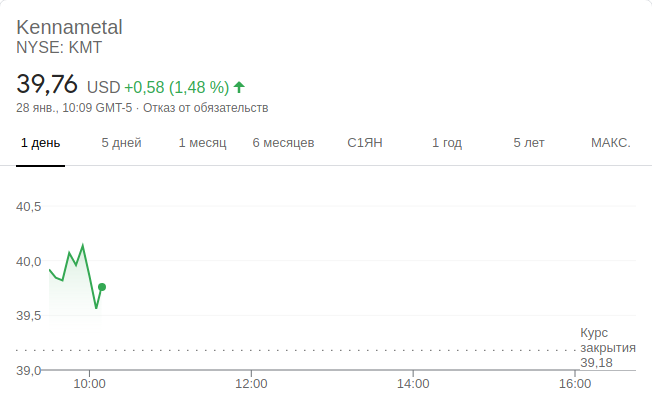 Kennametal
NYSE: KMT
39,76 USD +0,58 (1,48 %)
28 янв., 10:09 GMT-5 · Отказ от обязательств
1 день 5 дней 1 месяц 6 месяцев С1ЯН 1 год 5 лет МАКС.
40,5
40,0
39,5
Курс
закрытия
39,18
39,0
10:00 12:00 14:00 16:00